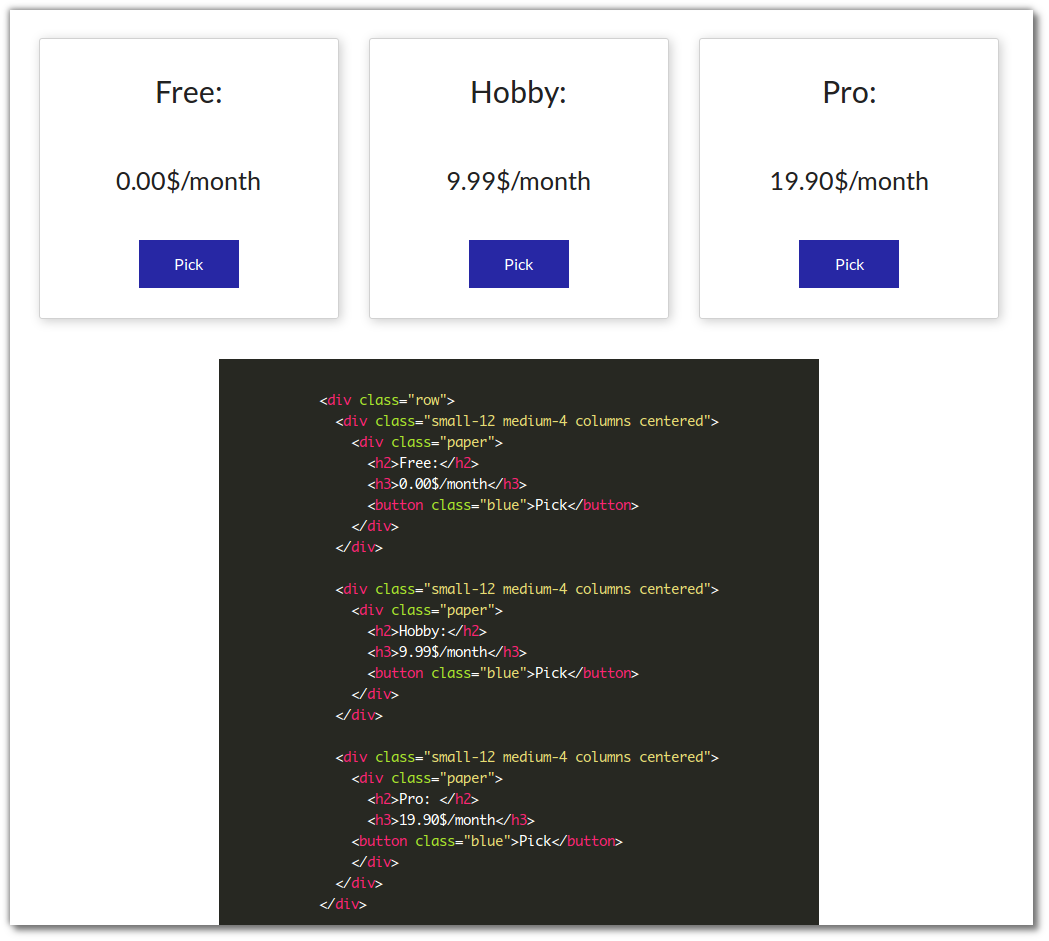 Free:
Hobby:
Pro:
0.00$/month
9.99$/month
19.90$/month
Pick
Pick
Pick
<div class="row">
  <div class="small-12 medium-4 columns centered">
    <div class="paper">
      <h2>Free:</h2>
      <h3>0.00$/month</h3>
      <button class="blue">Pick</button>
    </div>
  </div>

  <div class="small-12 medium-4 columns centered">
    <div class="paper">
      <h2>Hobby:</h2>
      <h3>9.99$/month</h3>
      <button class="blue">Pick</button>
    </div>
  </div>

  <div class="small-12 medium-4 columns centered">
    <div class="paper">
      <h2>Pro: </h2>
      <h3>19.90$/month</h3>
    <button class="blue">Pick</button>
    </div>
  </div>
</div>